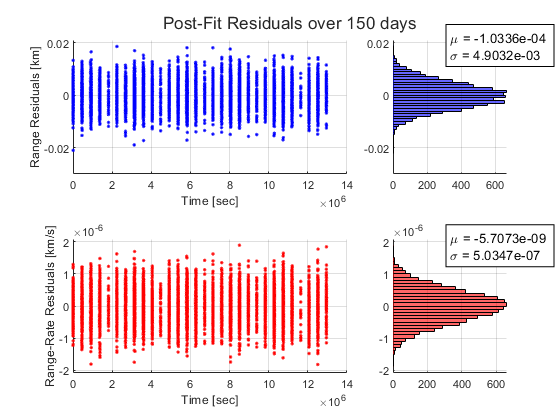 Post-Fit Residuals over 150 days
μ = -1.0336e-04
σ = 4.9032e-03
Range Residuals [km]
0.02
0
-0.02
0 2 4 6 8 10 12 14
×10⁶
Time [sec]
0.02
0
-0.02
0 200 400 600
μ = -5.7073e-09
σ = 5.0347e-07
Range-Rate Residuals [km/s]
×10⁻⁶
2
1
0
-1
-2
0 2 4 6 8 10 12 14
×10⁶
Time [sec]
×10⁻⁶
2
1
0
-1
-2
0 200 400 600